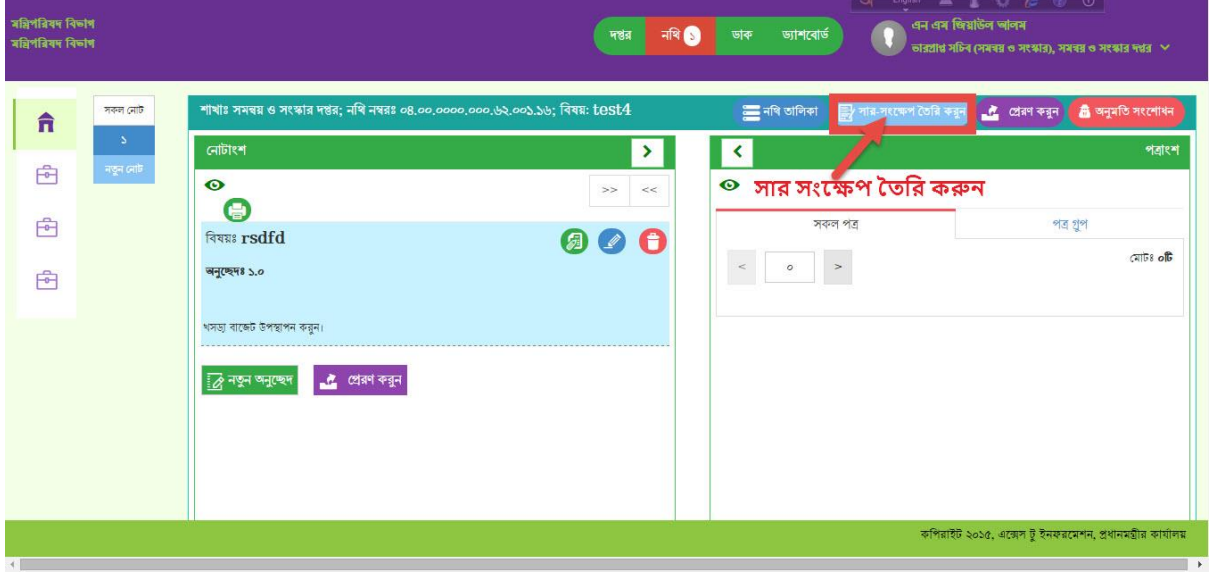 English
মন্ত্রিপরিষদ বিভাগ
মন্ত্রিপরিষদ বিভাগ
দপ্তর নথি ১ ডাক ড্যাশবোর্ড
এন এম জিয়াউল আলম
ভারপ্রাপ্ত সচিব (সমন্বয় ও সংস্কার), সমন্বয় ও সংস্কার দপ্তর
সকল নোট
১
নতুন নোট
শাখাঃ সমন্বয় ও সংস্কার দপ্তর; নথি নম্বরঃ ০৪.০০.০০০০.০০০.৬২.০০১.১৬; বিষয়: test4
নথি তালিকা সার-সংক্ষেপ তৈরি করুন প্রেরণ করুন অনুমতি সংশোধন
নোটাংশ >
< পত্রাংশ
>> <<
সার সংক্ষেপ তৈরি করুন
বিষয়ঃ rsdfd
অনুচ্ছেদঃ ১.০
খসড়া বাজেট উপস্থাপন করুন।
সকল পত্র পত্র গ্রুপ
< ০ > মোটঃ ০টি
নতুন অনুচ্ছেদ প্রেরণ করুন
কপিরাইট ২০১৫, এক্সেস টু ইনফরমেশন, প্রধানমন্ত্রীর কার্যালয়